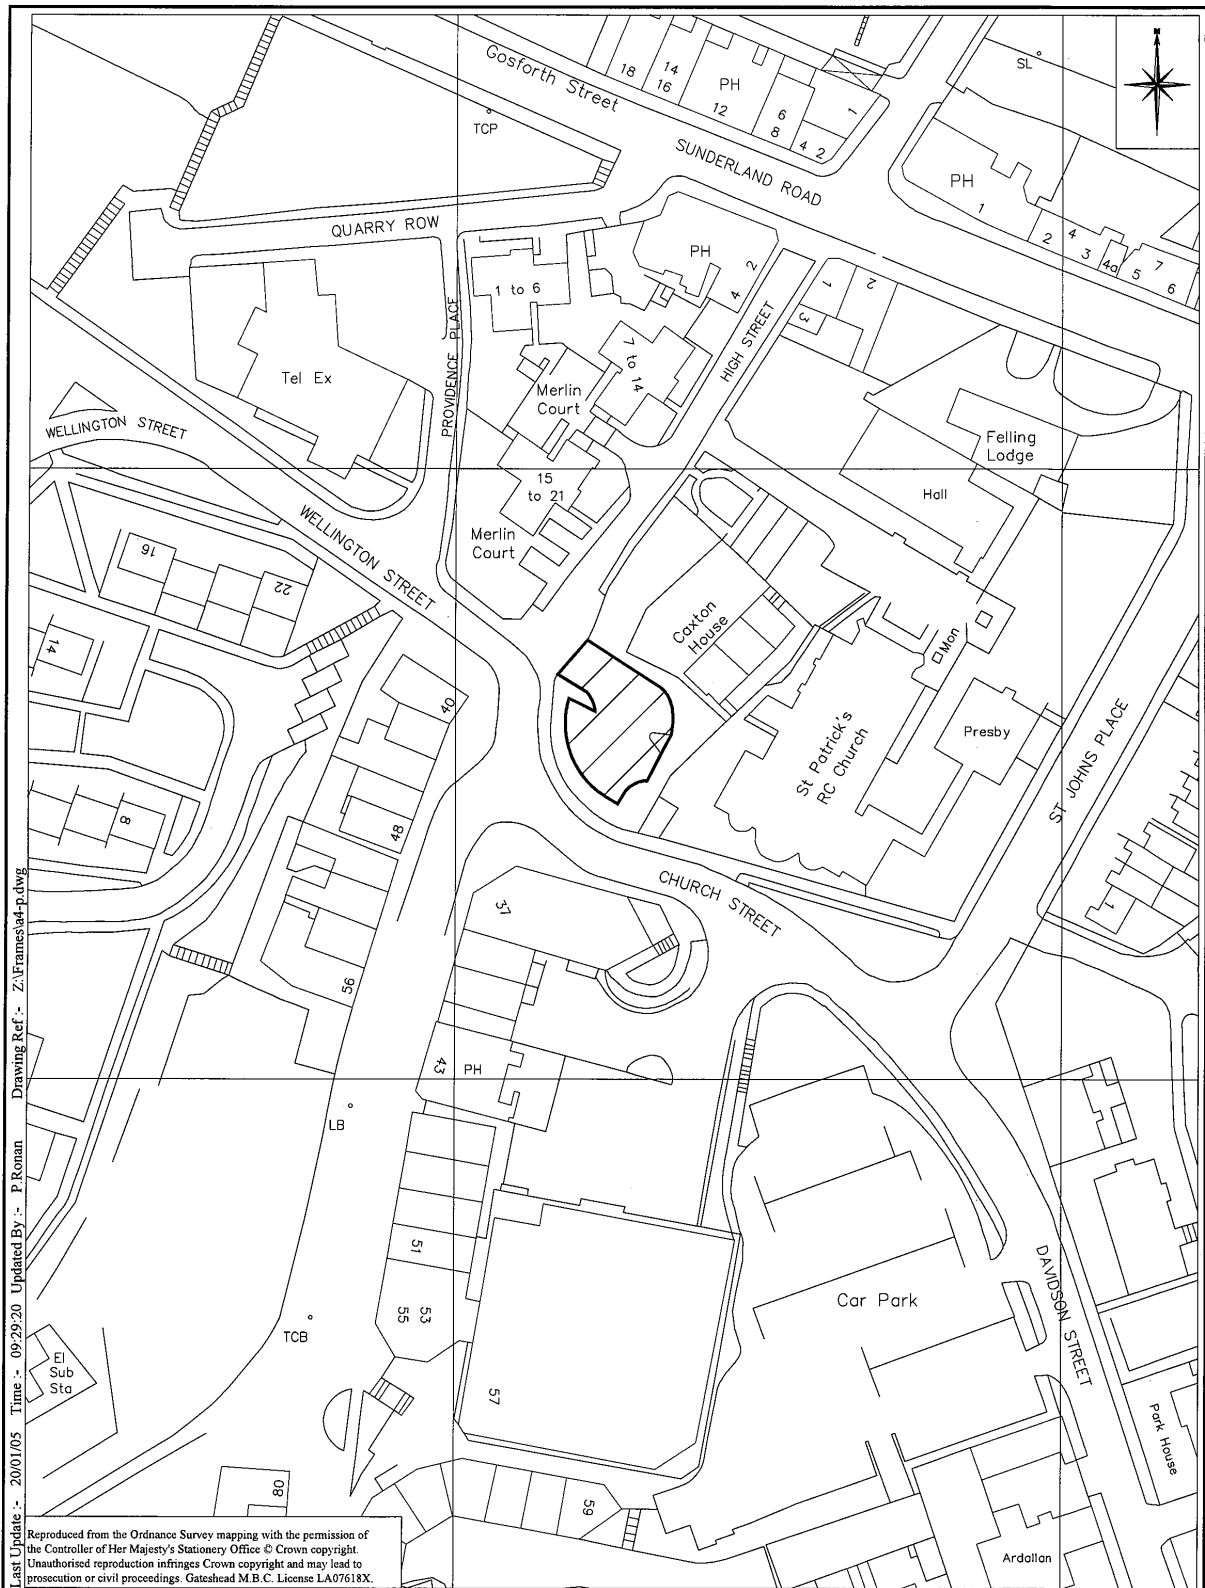 N
Gosforth Street
18
14
16
PH
12
6
8
4 2
1
SL
TCP
SUNDERLAND ROAD
PH
1
2
4
3
4a
5
7
6
QUARRY ROW
PROVIDENCE PLACE
1 to 6
PH
2
4
HIGH STREET
1
2
3
7 to 14
Tel Ex
Merlin
Court
Felling
Lodge
Hall
WELLINGTON STREET
WELLINGTON STREET
15
to 21
Merlin
Court
16
22
14
8
Caxton
House
Mon
St Patrick's
RC Church
Presby
ST JOHNS PLACE
1
40
48
56
CHURCH STREET
37
43
PH
LB
51
53
55
57
59
TCB
El
Sub
Sta
80
Car Park
DAVIDSON STREET
Park House
Ardallan
Last Update :- 20/01/05 Time :- 09:29:20 Updated By :- P.Ronan Drawing Ref :- Z:\Frames\a4-p.dwg
Reproduced from the Ordnance Survey mapping with the permission of
the Controller of Her Majesty's Stationery Office © Crown copyright.
Unauthorised reproduction infringes Crown copyright and may lead to
prosecution or civil proceedings. Gateshead M.B.C. License LA07618X.